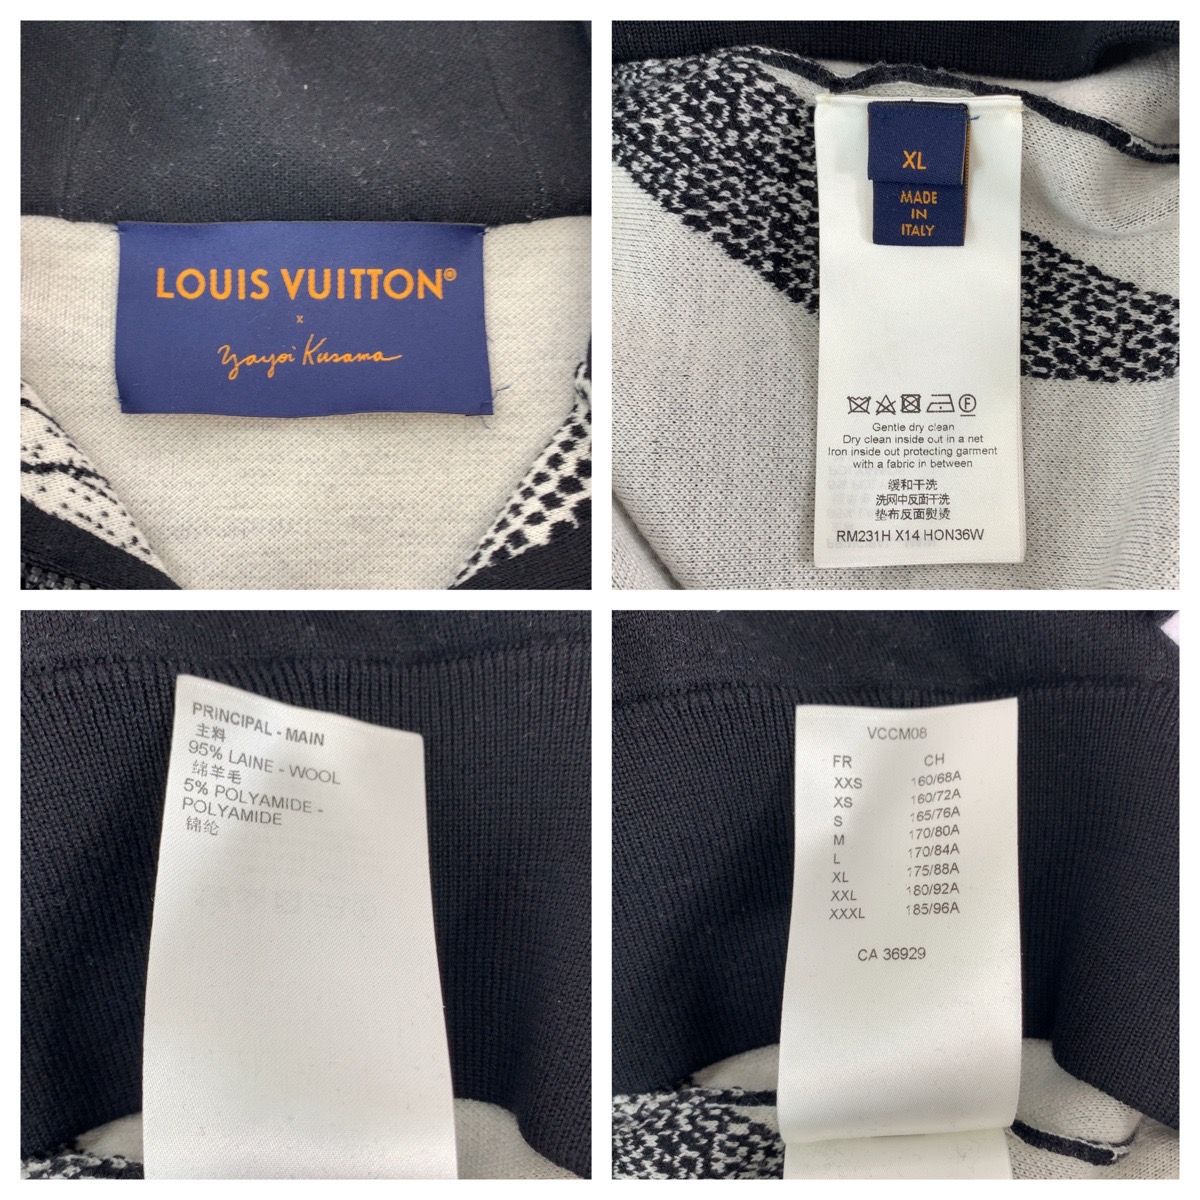 LOUIS VUITTON®
x
Yayoi Kusama
XL
MADE
IN
ITALY
F
Gentle dry clean
Dry clean inside out in a net
Iron inside out protecting garment
with a fabric in between
缓和干洗
洗网中反面干洗
垫布反面熨烫
RM231H X14 HON36W
PRINCIPAL - MAIN
主料
95% LAINE - WOOL
绵羊毛
5% POLYAMIDE -
POLYAMIDE
锦纶
VCCM08
FR CH
XXS 160/68A
XS 160/72A
S 165/76A
M 170/80A
L 170/84A
XL 175/88A
XXL 180/92A
XXXL 185/96A
CA 36929